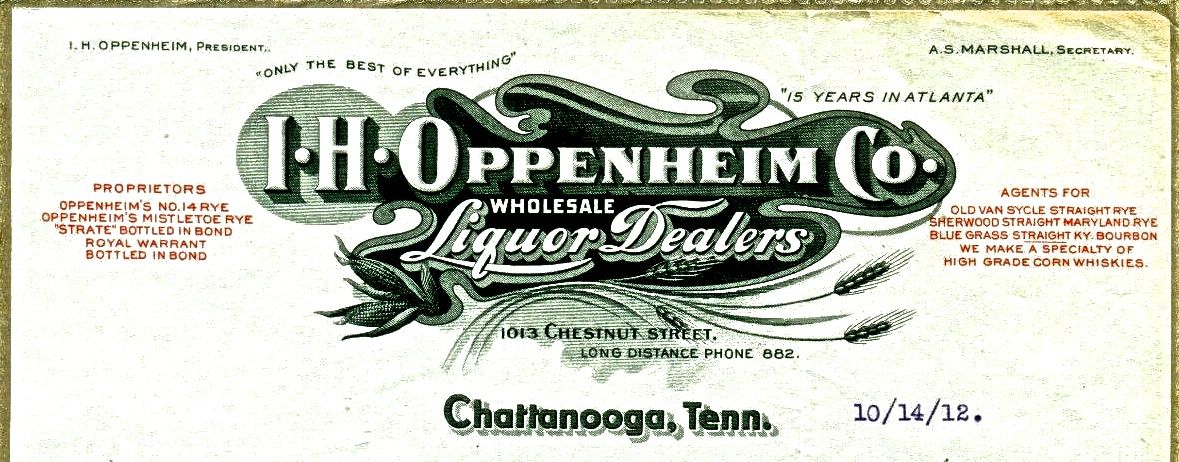 I. H. OPPENHEIM, PRESIDENT.
A. S. MARSHALL, SECRETARY.
"ONLY THE BEST OF EVERYTHING"
"15 YEARS IN ATLANTA"
I·H·OPPENHEIM CO.
WHOLESALE
Liquor Dealers
PROPRIETORS
OPPENHEIM'S NO. 14 RYE
OPPENHEIM'S MISTLETOE RYE
"STRATE" BOTTLED IN BOND
ROYAL WARRANT
BOTTLED IN BOND
AGENTS FOR
OLD VAN SYCLE STRAIGHT RYE
SHERWOOD STRAIGHT MARYLAND RYE
BLUE GRASS STRAIGHT KY. BOURBON
WE MAKE A SPECIALTY OF
HIGH GRADE CORN WHISKIES.
1013 CHESTNUT STREET.
LONG DISTANCE PHONE 882.
Chattanooga, Tenn.
10/14/12.